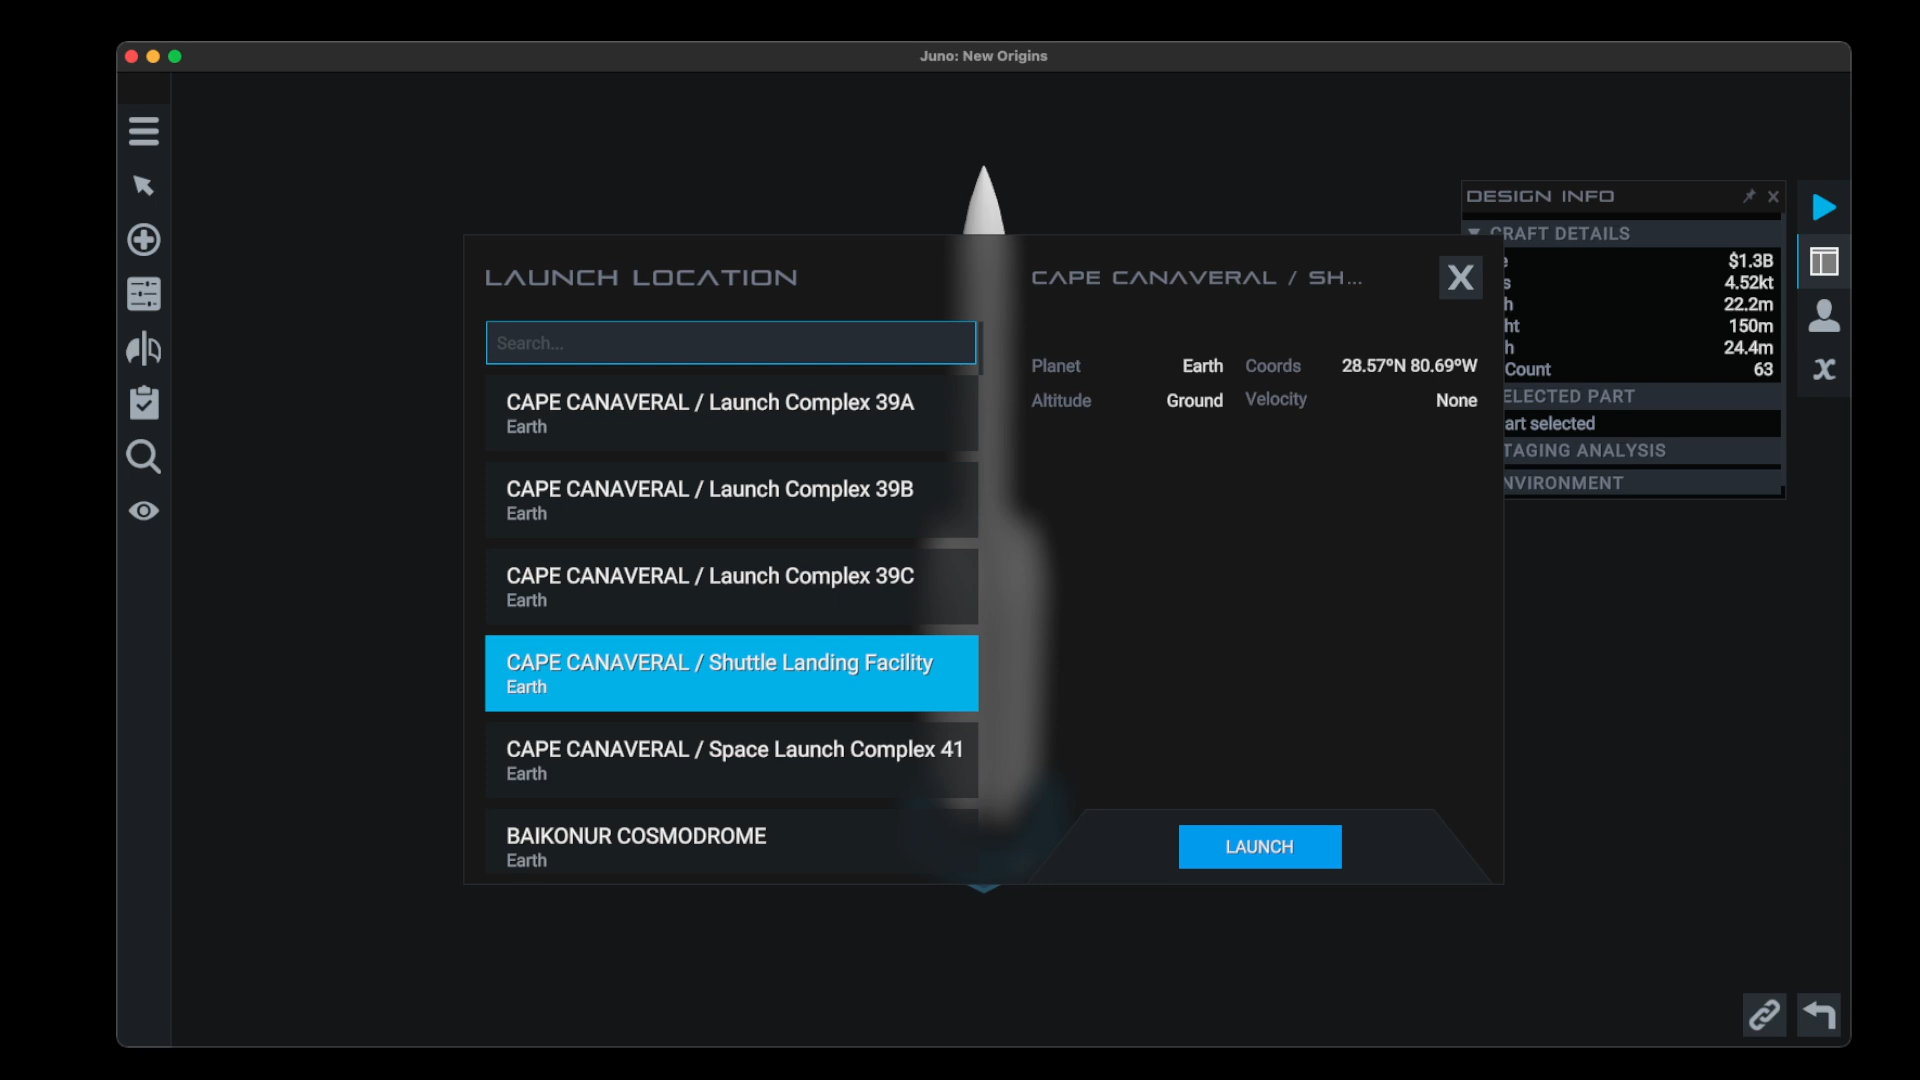 Juno: New Origins
LAUNCH LOCATION
Search...
CAPE CANAVERAL / Launch Complex 39A
Earth
CAPE CANAVERAL / Launch Complex 39B
Earth
CAPE CANAVERAL / Launch Complex 39C
Earth
CAPE CANAVERAL / Shuttle Landing Facility
Earth
CAPE CANAVERAL / Space Launch Complex 41
Earth
BAIKONUR COSMODROME
Earth
CAPE CANAVERAL / SH...
X
Planet Earth Coords 28.57ºN 80.69ºW
Altitude Ground Velocity None
LAUNCH
DESIGN INFO
CRAFT DETAILS
$1.3B
4.52kt
22.2m
150m
24.4m
Count 63
ELECTED PART
art selected
TAGING ANALYSIS
NVIRONMENT